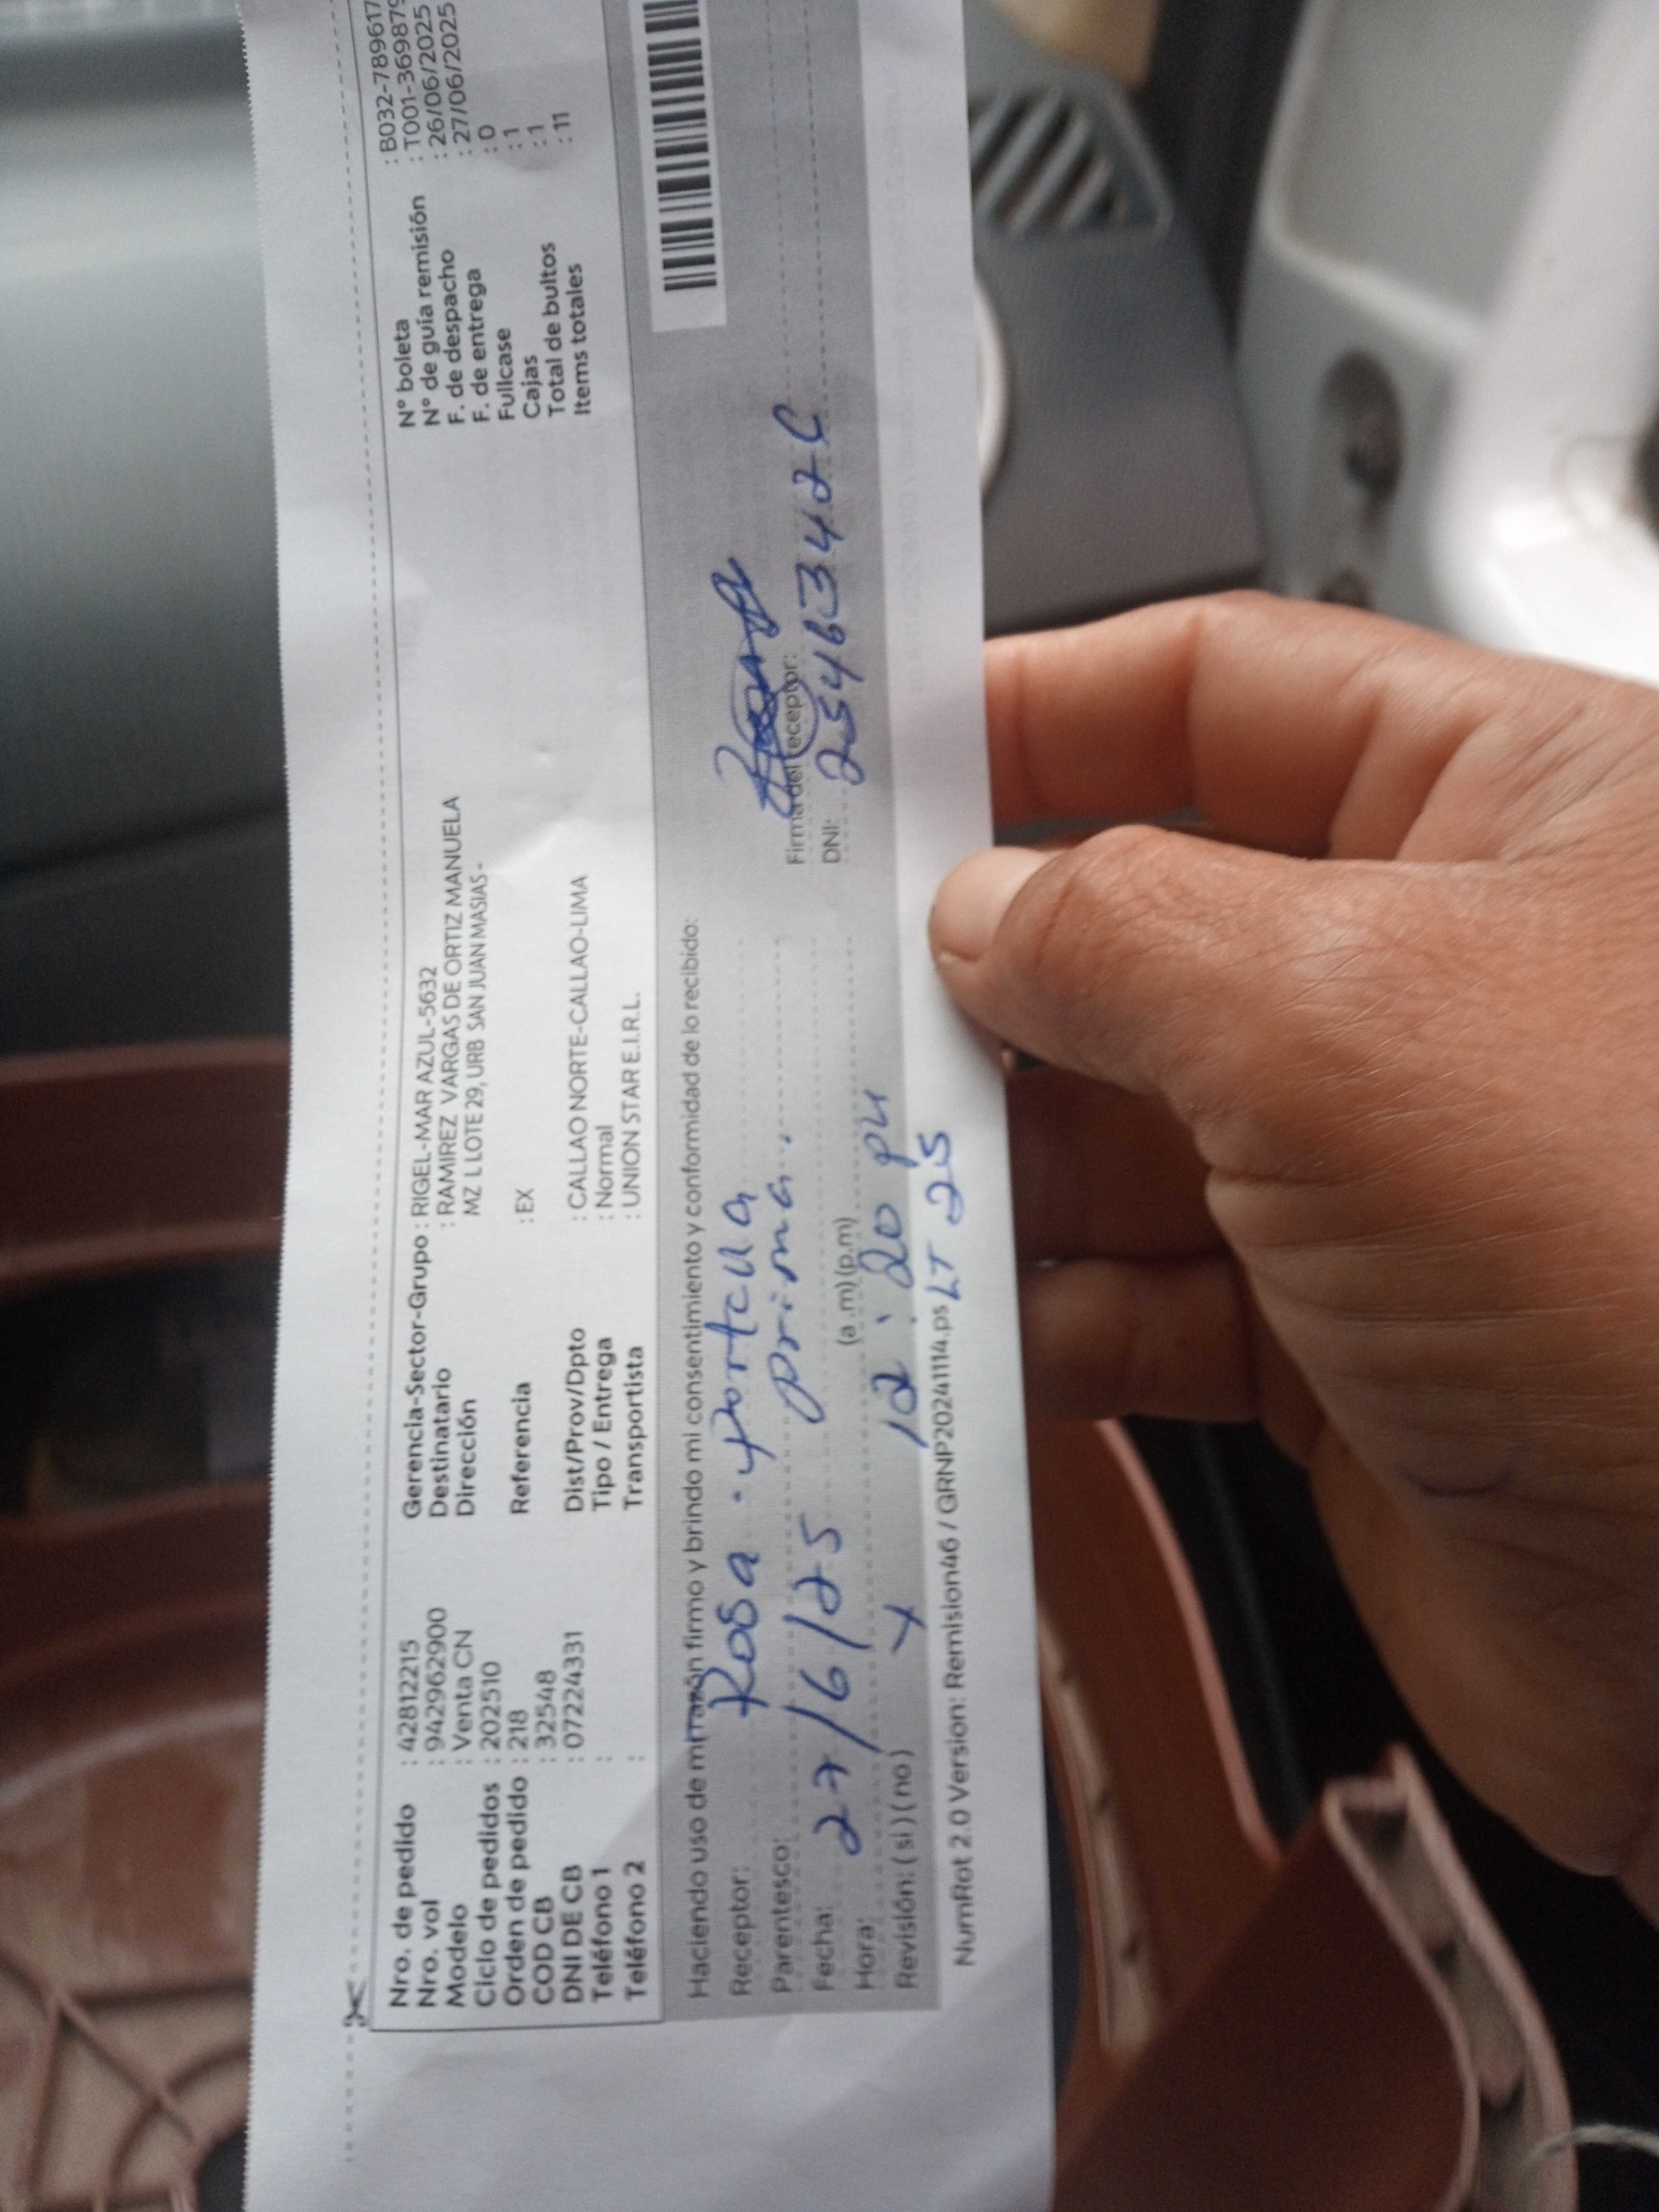 Nro. de pedido : 42812215
Nro. vol : 942962900
Modelo : Venta CN
Ciclo de pedidos : 202510
Orden de pedido : 218
COD CB : 32548
DNI DE CB : 07224331
Teléfono 1 :
Teléfono 2 :
Gerencia-Sector-Grupo : RIGEL-MAR AZUL-5632
Destinatario : RAMIREZ VARGAS DE ORTIZ MANUELA
Dirección MZ L LOTE 29, URB SAN JUAN MASIAS -
Referencia : EX
Dist/Prov/Dpto : CALLAO NORTE-CALLAO-LIMA
Tipo / Entrega : Normal
Transportista : UNION STAR E.I.R.L.
N° boleta : B032-789617
N° de guía remisión : T001-369879
F. de despacho : 26/06/2025
F. de entrega : 27/06/2025
Fullcase : 0
Cajas : 1
Total de bultos : 1
Items totales : 11
Haciendo uso de mi razón firmo y brindo mi consentimiento y conformidad de lo recibido:
Receptor: Rosa
Parentesco: prima.
Fecha: 27/6/25
Hora: (a .m) (p.m) 12:20 pm
Revisión: ( si ) ( no ) X
Firma del receptor:
DNI:
NumRot 2.0 Version: Remision46 / GRNP20241114.ps LT 25